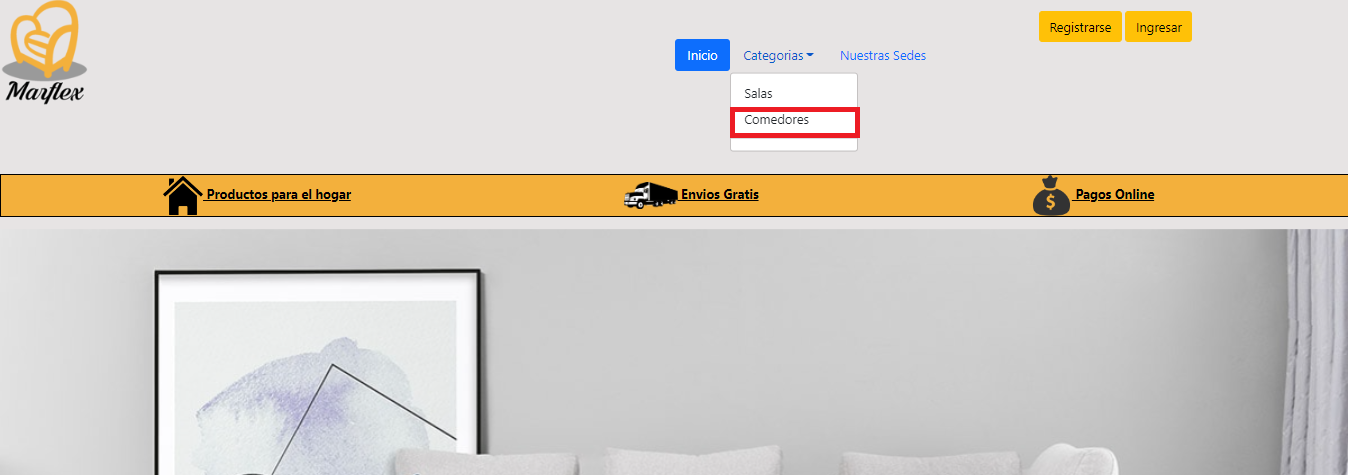 Marflex
Registrarse Ingresar
Inicio Categorias Nuestras Sedes
Salas
Comedores
Productos para el hogar Envios Gratis Pagos Online